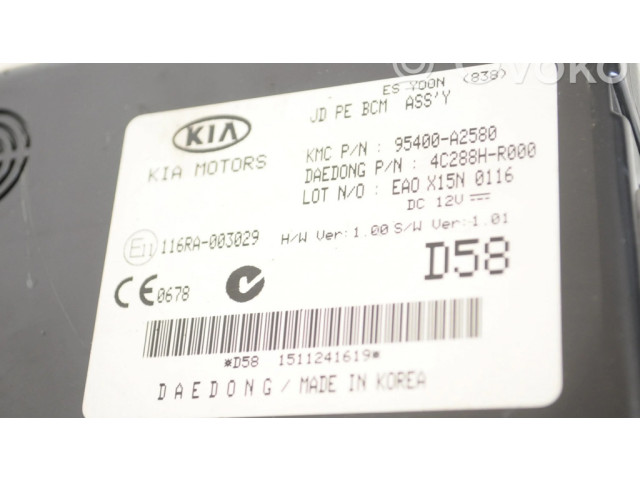 ES YOON (838)
JD PE BCM ASS'Y
KIA
KIA MOTORS
KMC P/N : 95400-A2580
DAEDONG P/N : 4C288H-R000
LOT N/O : EAO X15N 0116
DC 12V
E11 116RA-003029
H/W Ver:1.00 S/W Ver:1.01
D58
CE 0678
*D58 1511241619*
DAEDONG / MADE IN KOREA